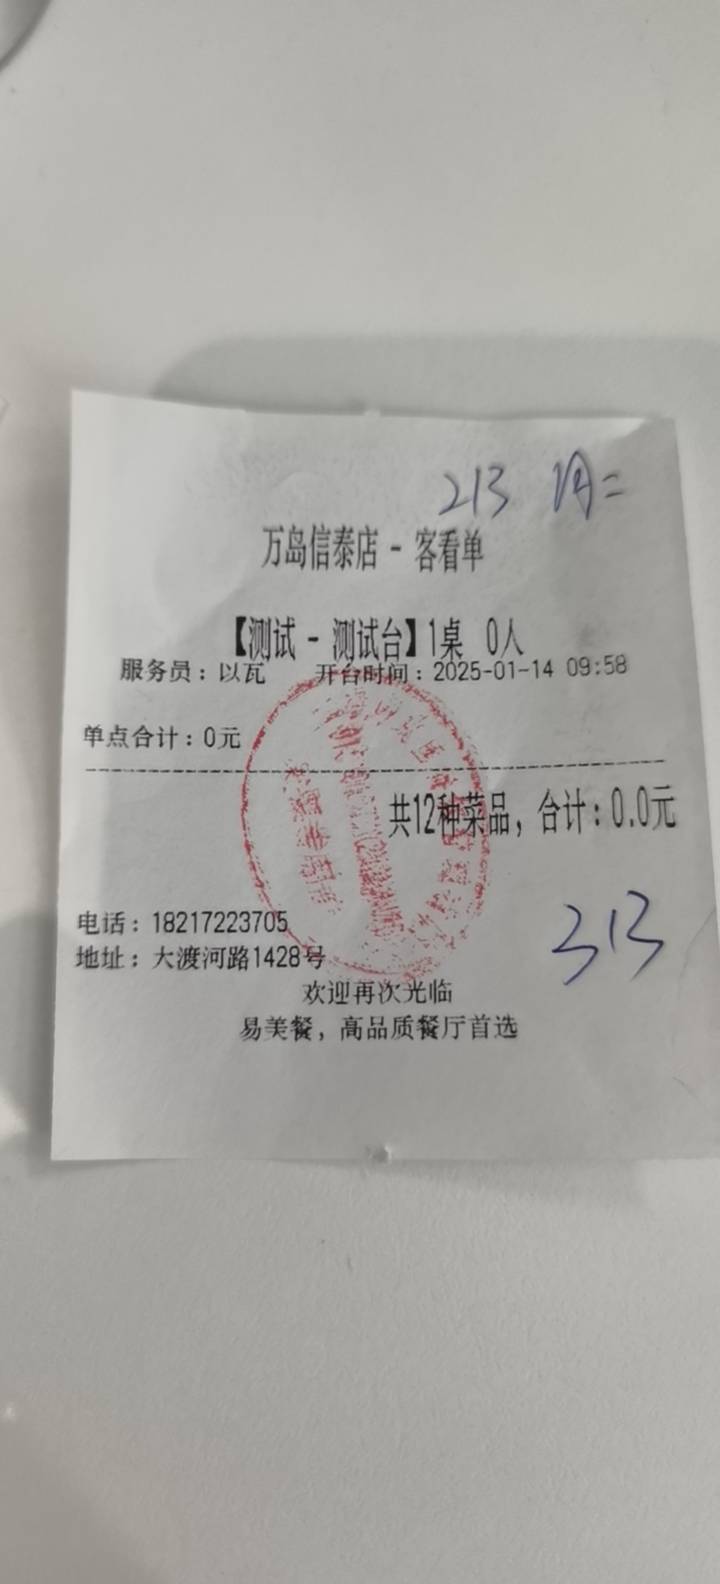 213 周二
万岛信泰店 - 客看单
【测试 - 测试台】1桌 0人
服务员：以瓦 开台时间：2025-01-14 09:58
单点合计：0元
共12种菜品，合计：0.0元
313
电话：18217223705
地址：大渡河路1428号
欢迎再次光临
易美餐，高品质餐厅首选